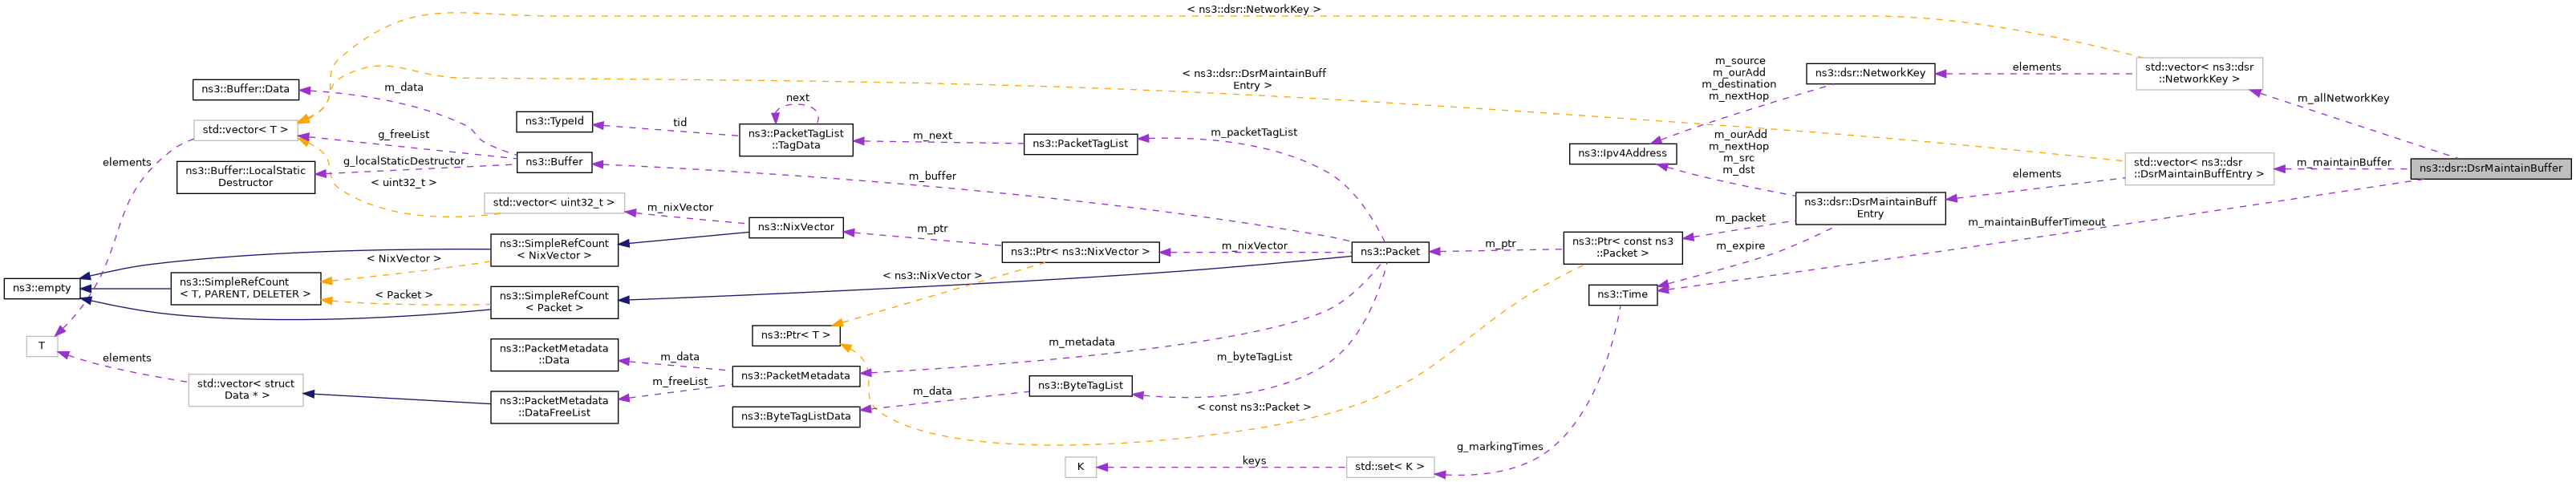 < ns3::dsr::NetworkKey >
ns3::Buffer::Data
m_data
std::vector< T >
g_freeList
ns3::Buffer::LocalStatic
Destructor
g_localStaticDestructor
< uint32_t >
elements
ns3::TypeId
ns3::Buffer
std::vector< uint32_t >
tid
next
ns3::PacketTagList
::TagData
m_next
ns3::PacketTagList
m_packetTagList
m_buffer
m_nixVector
ns3::NixVector
m_ptr
ns3::Ptr< ns3::NixVector >
m_nixVector
ns3::Packet
m_ptr
ns3::Ptr< const ns3
::Packet >
< ns3::dsr::DsrMaintainBuff
Entry >
m_source
m_ourAdd
m_destination
m_nextHop
ns3::dsr::NetworkKey
elements
std::vector< ns3::dsr
::NetworkKey >
m_allNetworkKey
ns3::Ipv4Address
m_ourAdd
m_nextHop
m_src
m_dst
ns3::dsr::DsrMaintainBuff
Entry
elements
std::vector< ns3::dsr
::DsrMaintainBuffEntry >
m_maintainBuffer
ns3::dsr::DsrMaintainBuffer
m_packet
m_expire
m_maintainBufferTimeout
ns3::Time
ns3::empty
ns3::SimpleRefCount
< T, PARENT, DELETER >
< NixVector >
< Packet >
ns3::SimpleRefCount
< NixVector >
ns3::SimpleRefCount
< Packet >
< ns3::NixVector >
ns3::Ptr< T >
T
elements
std::vector< struct
Data * >
ns3::PacketMetadata
::Data
ns3::PacketMetadata
::DataFreeList
m_data
m_freeList
ns3::PacketMetadata
m_metadata
ns3::ByteTagListData
m_data
ns3::ByteTagList
m_byteTagList
< const ns3::Packet >
g_markingTimes
K
keys
std::set< K >